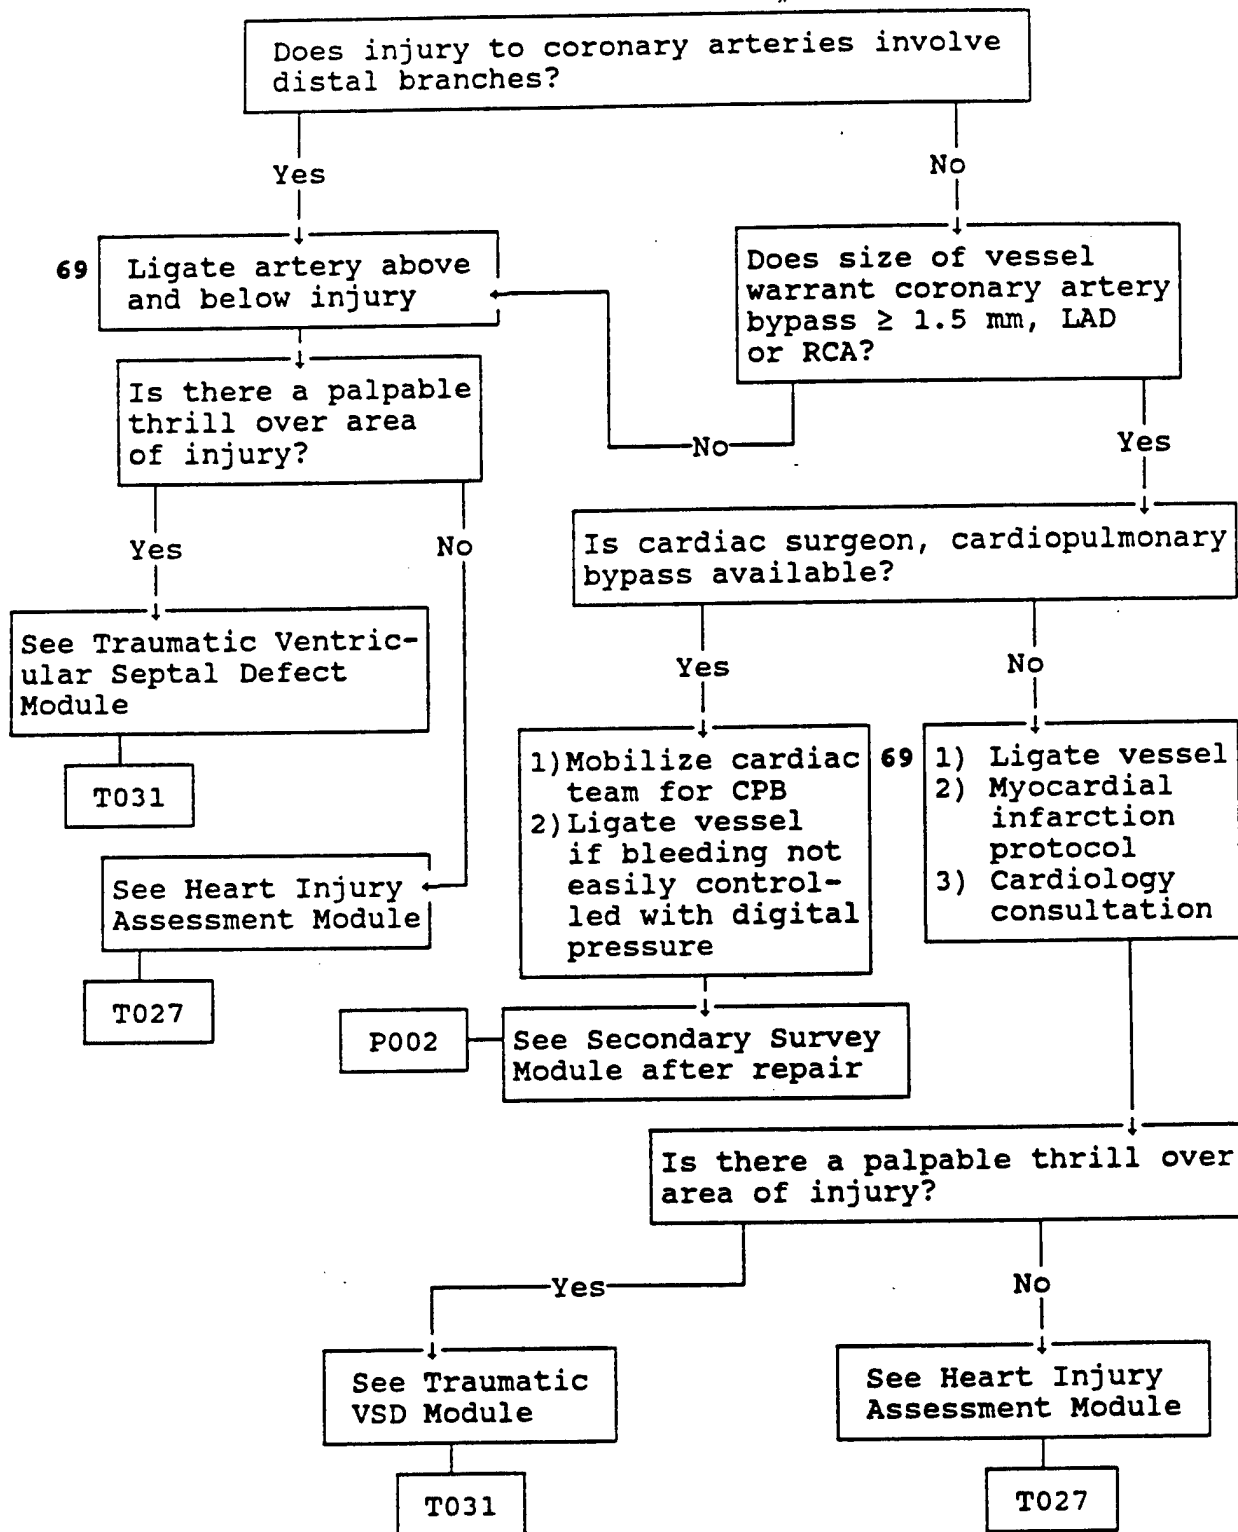 Does injury to coronary arteries involve
distal branches?
Yes
No
69
Ligate artery above
and below injury
Does size of vessel
warrant coronary artery
bypass ≥ 1.5 mm, LAD
or RCA?
Is there a palpable
thrill over area
of injury?
No
Yes
Yes
No
Is cardiac surgeon, cardiopulmonary
bypass available?
See Traumatic Ventric-
ular Septal Defect
Module
T031
Yes
No
1)Mobilize cardiac
team for CPB
2)Ligate vessel
if bleeding not
easily control-
led with digital
pressure
69
1) Ligate vessel
2) Myocardial
infarction
protocol
3) Cardiology
consultation
See Heart Injury
Assessment Module
T027
P002
See Secondary Survey
Module after repair
Is there a palpable thrill over
area of injury?
Yes
No
See Traumatic
VSD Module
T031
See Heart Injury
Assessment Module
T027